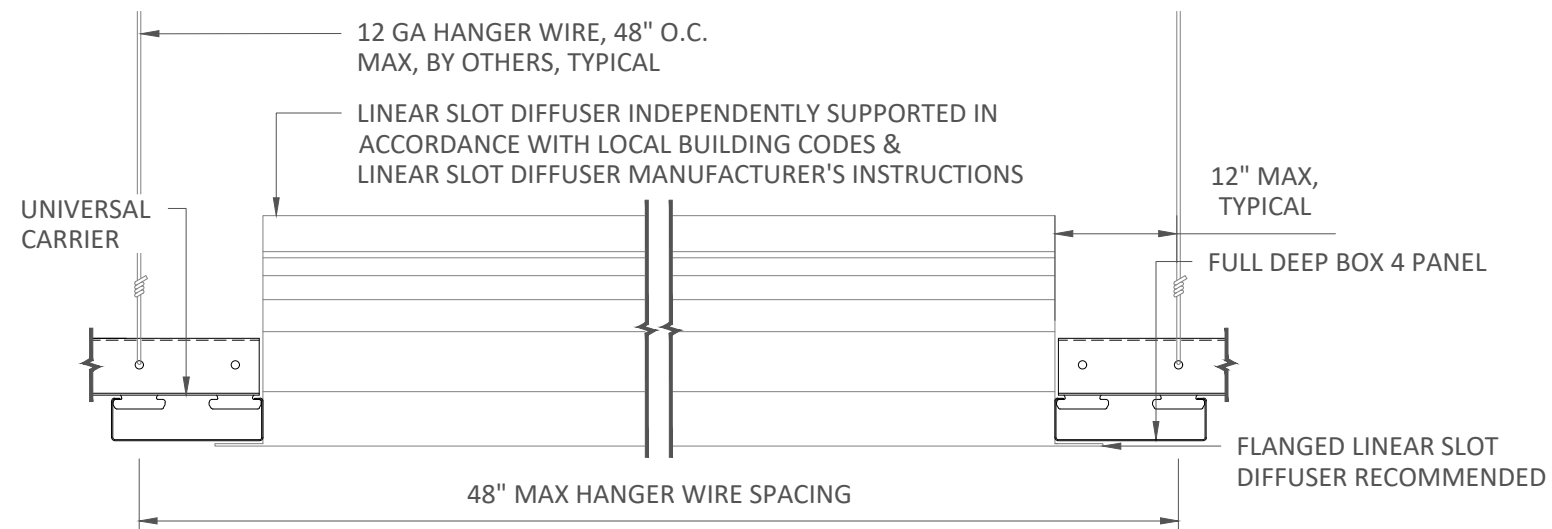 12 GA HANGER WIRE, 48" O.C.
MAX, BY OTHERS, TYPICAL
LINEAR SLOT DIFFUSER INDEPENDENTLY SUPPORTED IN
ACCORDANCE WITH LOCAL BUILDING CODES &
LINEAR SLOT DIFFUSER MANUFACTURER'S INSTRUCTIONS
UNIVERSAL
CARRIER
12" MAX,
TYPICAL
FULL DEEP BOX 4 PANEL
FLANGED LINEAR SLOT
DIFFUSER RECOMMENDED
48" MAX HANGER WIRE SPACING